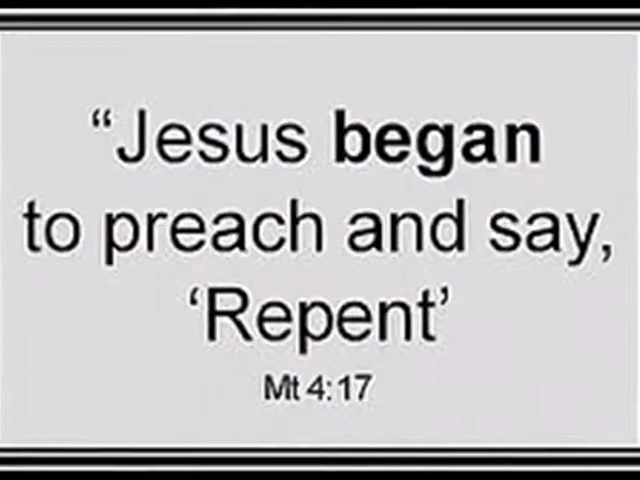 “Jesus began
to preach and say,
‘Repent’
Mt 4:17